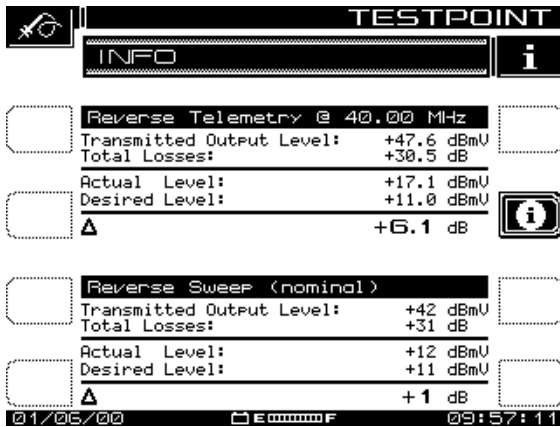 TESTPOINT
INFO
i
Reverse Telemetry @ 40.00 MHz
Transmitted Output Level: +47.6 dBmV
Total Losses: +30.5 dB
Actual Level: +17.1 dBmV
Desired Level: +11.0 dBmV
i
Δ +6.1 dB
Reverse Sweep (nominal)
Transmitted Output Level: +42 dBmV
Total Losses: +31 dB
Actual Level: +12 dBmV
Desired Level: +11 dBmV
Δ +1 dB
01/06/00 E F 09:57:11